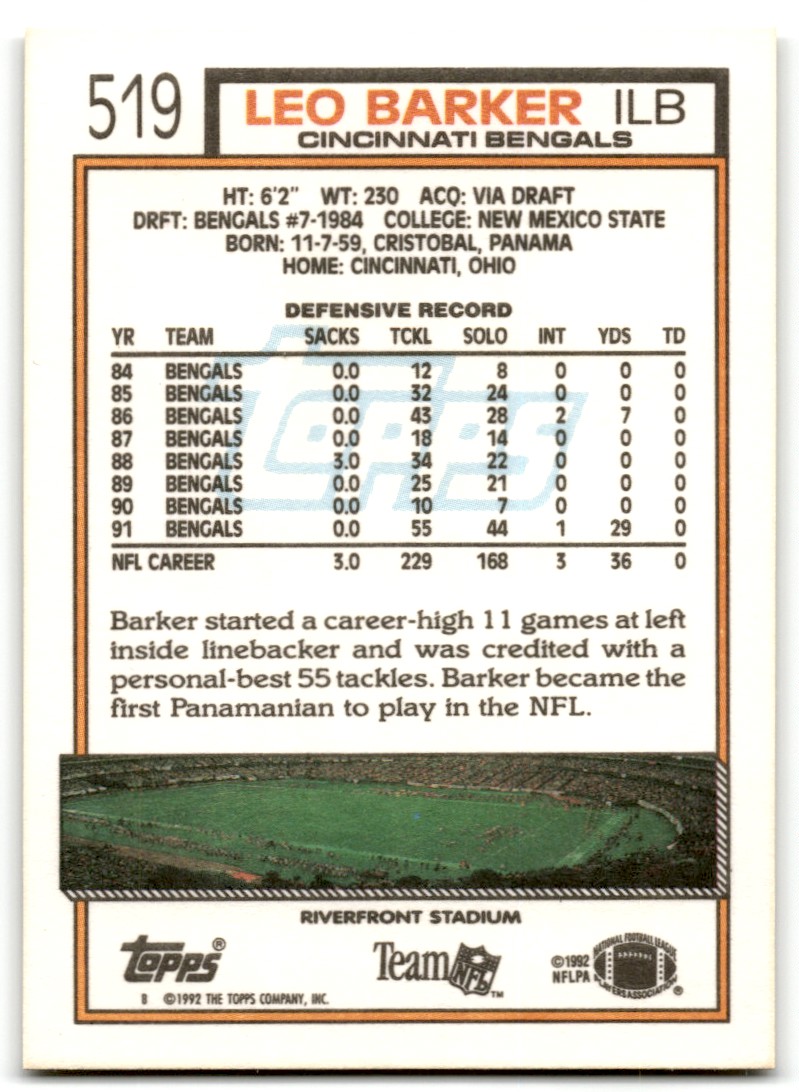 519
LEO BARKER ILB
CINCINNATI BENGALS
HT: 6'2" WT: 230 ACQ: VIA DRAFT
DRFT: BENGALS #7-1984 COLLEGE: NEW MEXICO STATE
BORN: 11-7-59, CRISTOBAL, PANAMA
HOME: CINCINNATI, OHIO
DEFENSIVE RECORD
YR TEAM SACKS TCKL SOLO INT YDS TD
84 BENGALS 0.0 12 8 0 0 0
85 BENGALS 0.0 32 24 0 0 0
86 BENGALS 0.0 43 28 2 7 0
87 BENGALS 0.0 18 14 0 0 0
88 BENGALS 3.0 34 22 0 0 0
89 BENGALS 0.0 25 21 0 0 0
90 BENGALS 0.0 10 7 0 0 0
91 BENGALS 0.0 55 44 1 29 0
NFL CAREER 3.0 229 168 3 36 0
Topps
Barker started a career-high 11 games at left
inside linebacker and was credited with a
personal-best 55 tackles. Barker became the
first Panamanian to play in the NFL.
RIVERFRONT STADIUM
Topps®
Team NFL™
©1992
NFLPA
NATIONAL FOOTBALL LEAGUE
PLAYERS ASSOCIATION®
B ©1992 THE TOPPS COMPANY, INC.